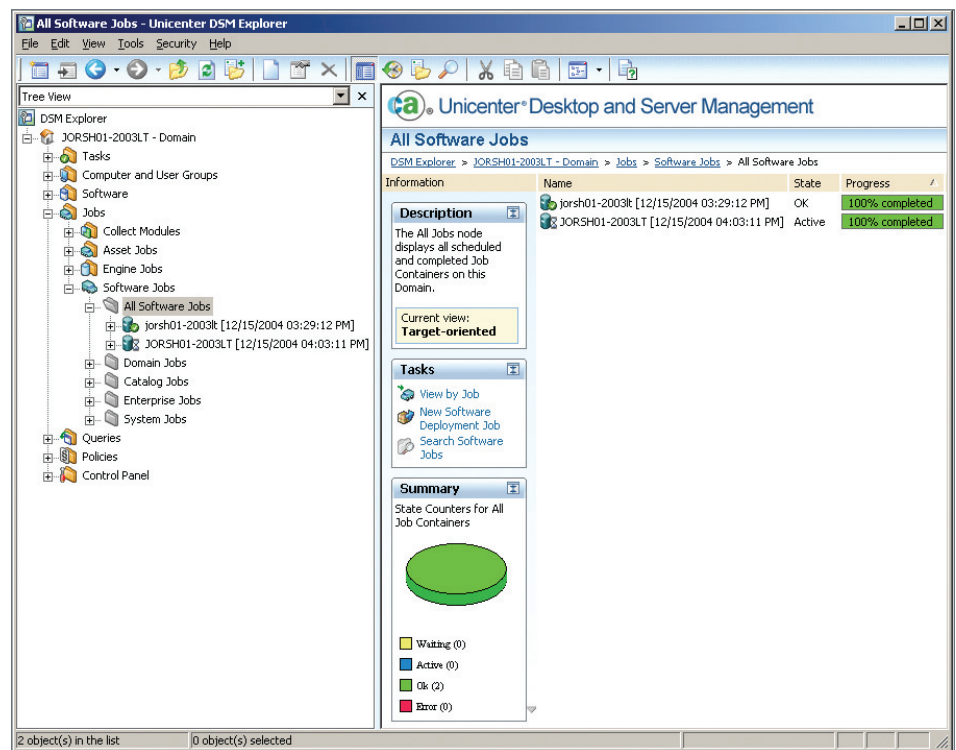 All Software Jobs - Unicenter DSM Explorer
File Edit View Tools Security Help
Tree View
DSM Explorer
JORSH01-2003LT - Domain
Tasks
Computer and User Groups
Software
Jobs
Collect Modules
Asset Jobs
Engine Jobs
Software Jobs
All Software Jobs
jorsh01-2003lt [12/15/2004 03:29:12 PM]
JORSH01-2003LT [12/15/2004 04:03:11 PM]
Domain Jobs
Catalog Jobs
Enterprise Jobs
System Jobs
Queries
Policies
Control Panel
ca Unicenter® Desktop and Server Management
All Software Jobs
DSM Explorer > JORSH01-2003LT - Domain > Jobs > Software Jobs > All Software Jobs
Information
Description
The All Jobs node
displays all scheduled
and completed Job
Containers on this
Domain.
Current view:
Target-oriented
Tasks
View by Job
New Software
Deployment Job
Search Software
Jobs
Summary
State Counters for All
Job Containers
Waiting (0)
Active (0)
Ok (2)
Error (0)
Name State Progress
jorsh01-2003lt [12/15/2004 03:29:12 PM] OK 100% completed
JORSH01-2003LT [12/15/2004 04:03:11 PM] Active 100% completed
2 object(s) in the list 0 object(s) selected